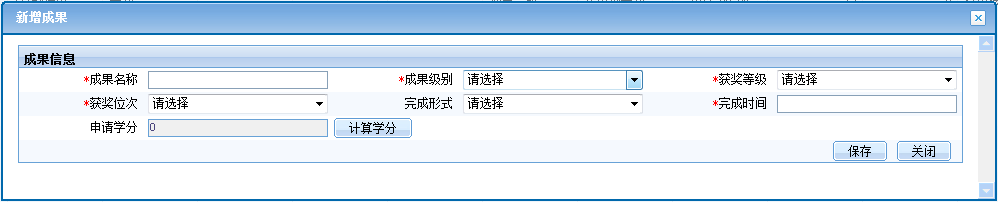 新增成果
成果信息
*成果名称 *成果级别 请选择 *获奖等级 请选择
*获奖位次 请选择 完成形式 请选择 *完成时间
申请学分 0 计算学分
保存 关闭